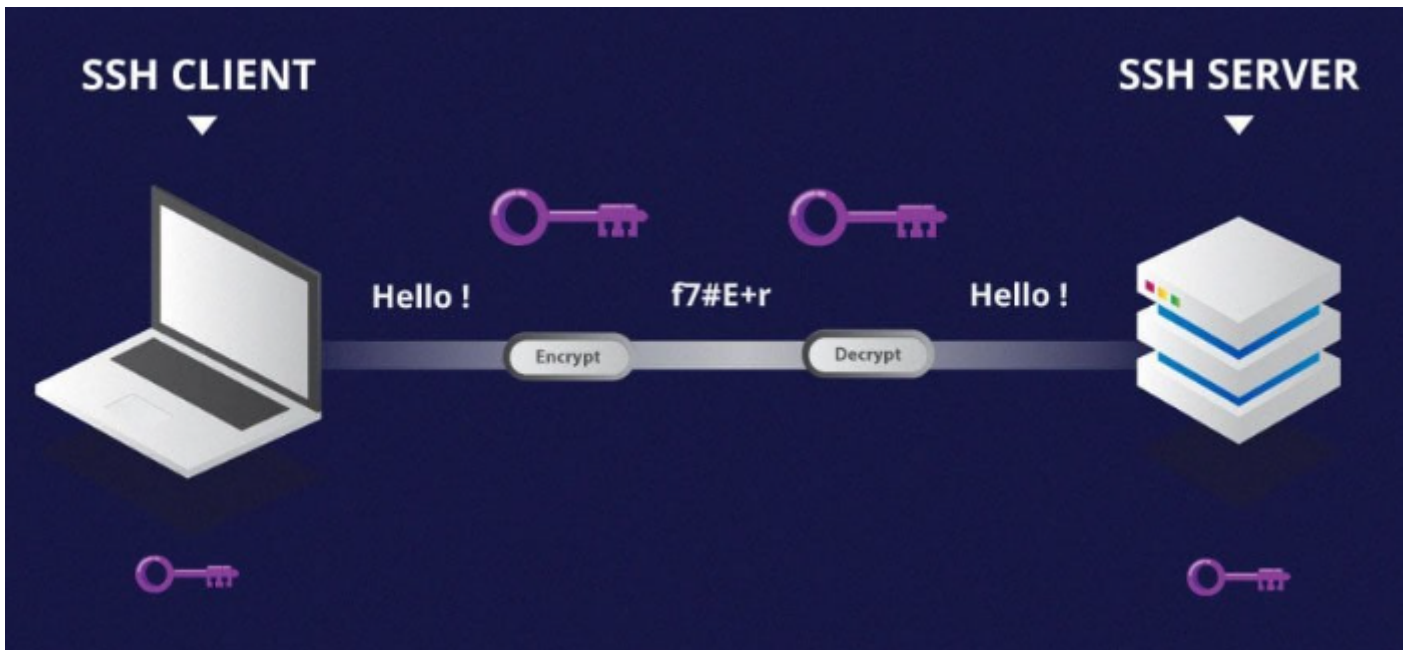 SSH CLIENT
SSH SERVER
Hello !
f7#E+r
Hello !
Encrypt
Decrypt